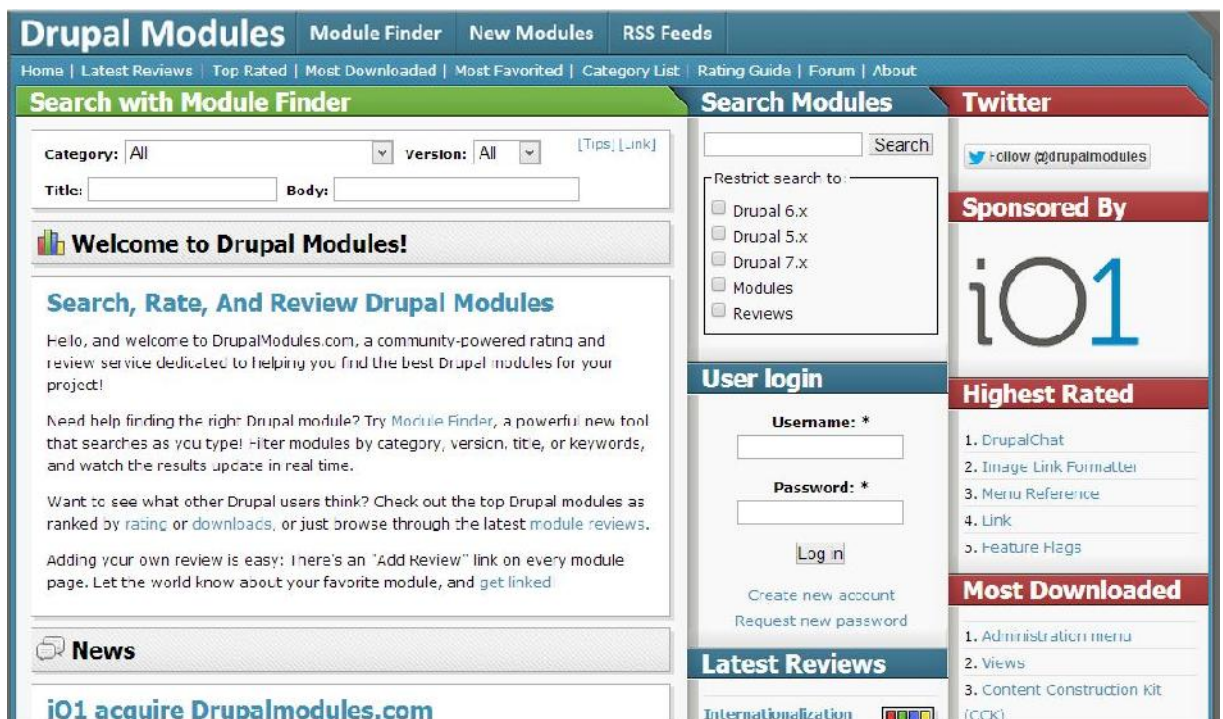 Drupal Modules Module Finder New Modules RSS Feeds
Home | Latest Reviews | Top Rated | Most Downloaded | Most Favorited | Category List | Rating Guide | Forum | About
Search with Module Finder
Category: All Version: All [Tips] [Link]
Title: Body:
Welcome to Drupal Modules!
Search, Rate, And Review Drupal Modules
Hello, and welcome to DrupalModules.com, a community-powered rating and
review service dedicated to helping you find the best Drupal modules for your
project!
Need help finding the right Drupal module? Try Module Finder, a powerful new tool
that searches as you type! Filter modules by category, version, title, or keywords,
and watch the results update in real time.
Want to see what other Drupal users think? Check out the top Drupal modules as
ranked by rating or downloads, or just browse through the latest module reviews.
Adding your own review is easy: There's an "Add Review" link on every module
page. Let the world know about your favorite module, and get linked!
News
iO1 acquire Drupalmodules.com
Search Modules
Search
Restrict search to:
Drupal 6.x
Drupal 5.x
Drupal 7.x
Modules
Reviews
User login
Username: *
Password: *
Log in
Create new account
Request new password
Latest Reviews
Internationalization
Twitter
Follow @drupalmodules
Sponsored By
iO1
Highest Rated
1. DrupalChat
2. Image Link Formatter
3. Menu Reference
4. Link
5. Feature Flags
Most Downloaded
1. Administration menu
2. Views
3. Content Construction Kit
(CCK)